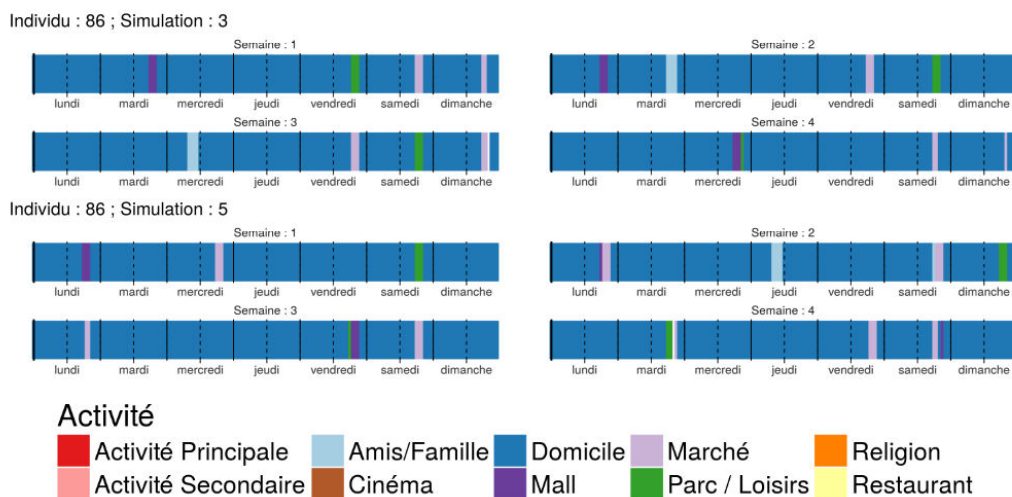 Individu : 86 ; Simulation : 3
Semaine : 1
lundi mardi mercredi jeudi vendredi samedi dimanche
Semaine : 2
lundi mardi mercredi jeudi vendredi samedi dimanche
Semaine : 3
lundi mardi mercredi jeudi vendredi samedi dimanche
Semaine : 4
lundi mardi mercredi jeudi vendredi samedi dimanche
Individu : 86 ; Simulation : 5
Semaine : 1
lundi mardi mercredi jeudi vendredi samedi dimanche
Semaine : 2
lundi mardi mercredi jeudi vendredi samedi dimanche
Semaine : 3
lundi mardi mercredi jeudi vendredi samedi dimanche
Semaine : 4
lundi mardi mercredi jeudi vendredi samedi dimanche
Activité
Activité Principale Amis/Famille Domicile Marché Religion
Activité Secondaire Cinéma Mall Parc / Loisirs Restaurant